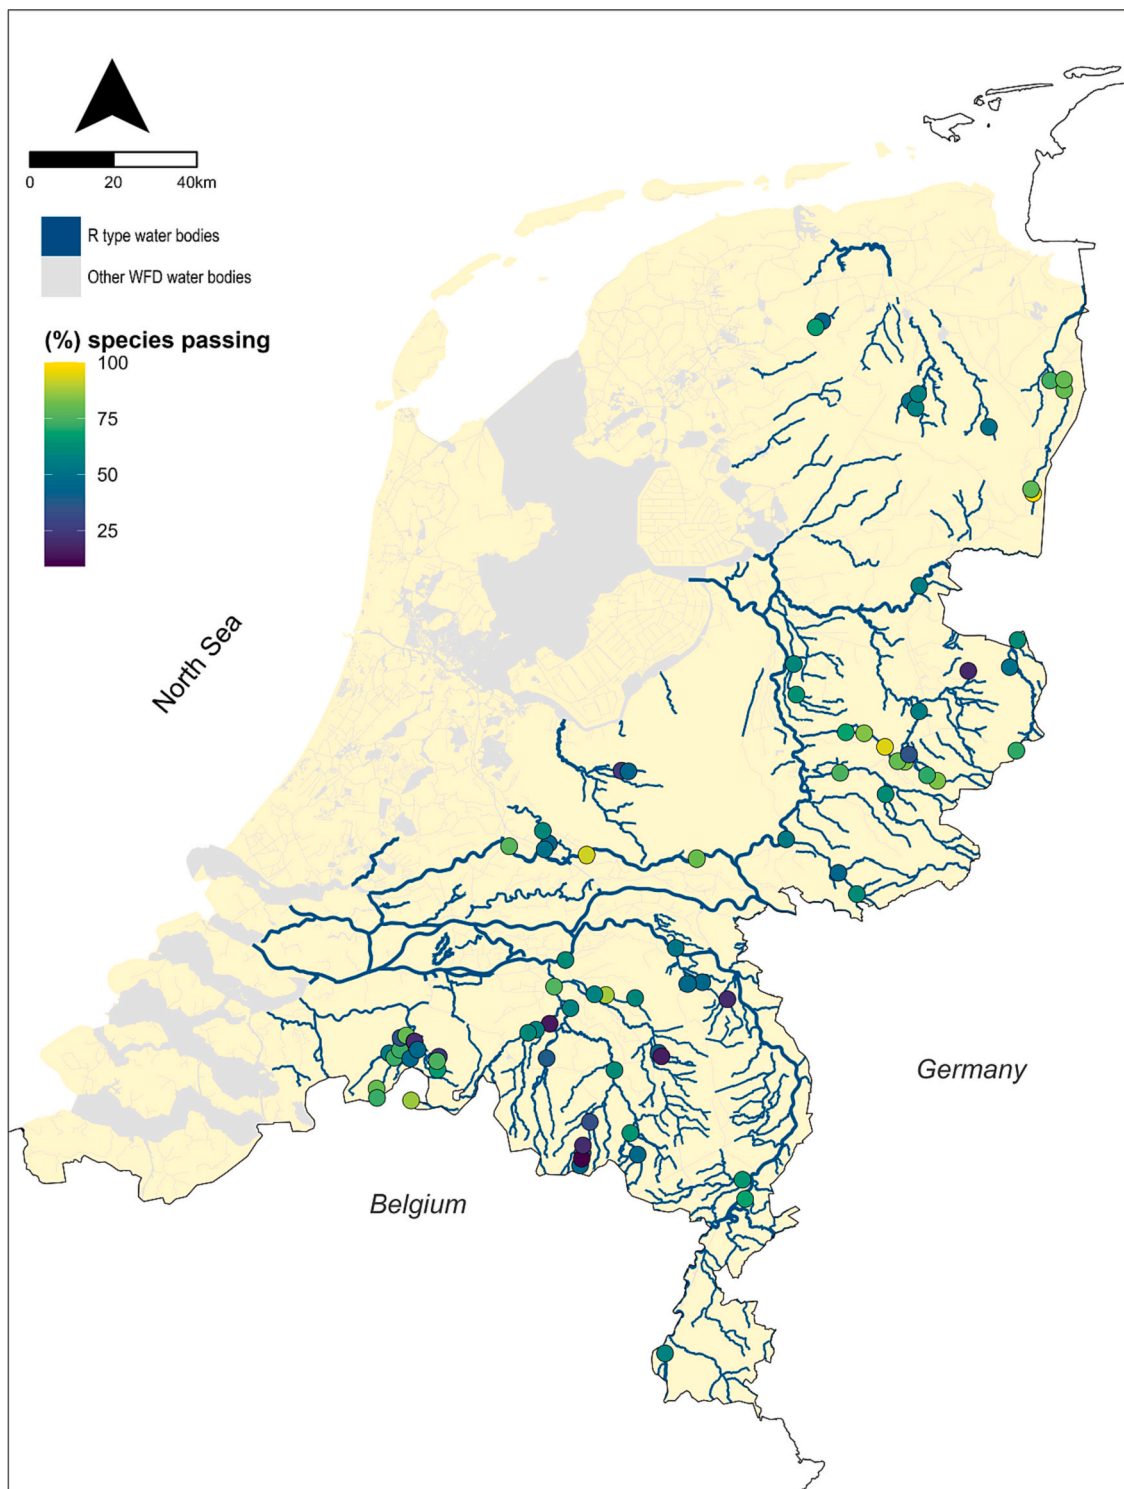 0 20 40km
R type water bodies
Other WFD water bodies
(%) species passing
100
75
50
25
North Sea
Germany
Belgium